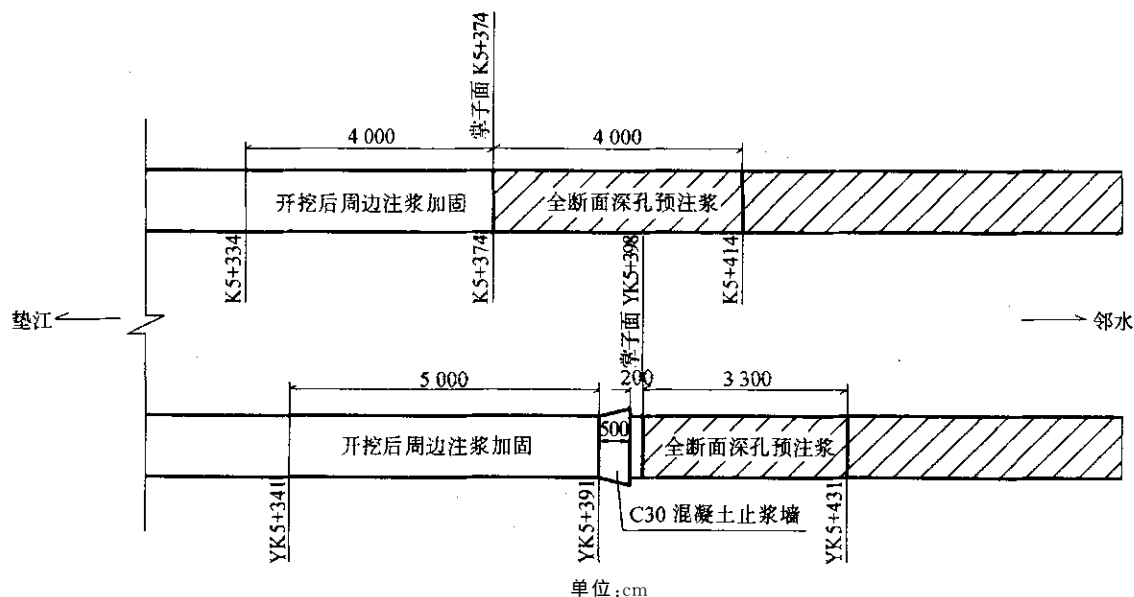 掌子面 K5+374
4 000
4 000
开挖后周边注浆加固
全断面深孔预注浆
K5+334
K5+374
掌子面 YK5+398
K5+414
垫江
邻水
5 000
200
3 300
开挖后周边注浆加固
500
全断面深孔预注浆
YK5+341
YK5+391
C30 混凝土止浆墙
YK5+431
单位:cm